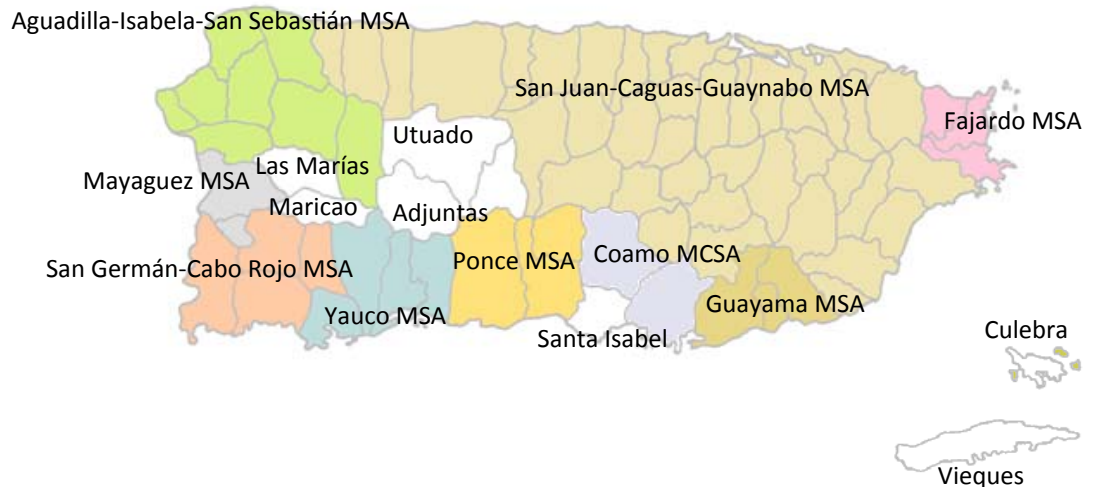 Aguadilla-Isabela-San Sebastián MSA
San Juan-Caguas-Guaynabo MSA
Fajardo MSA
Utuado
Las Marías
Mayaguez MSA
Maricao
Adjuntas
San Germán-Cabo Rojo MSA
Ponce MSA
Coamo MCSA
Guayama MSA
Yauco MSA
Santa Isabel
Culebra
Vieques